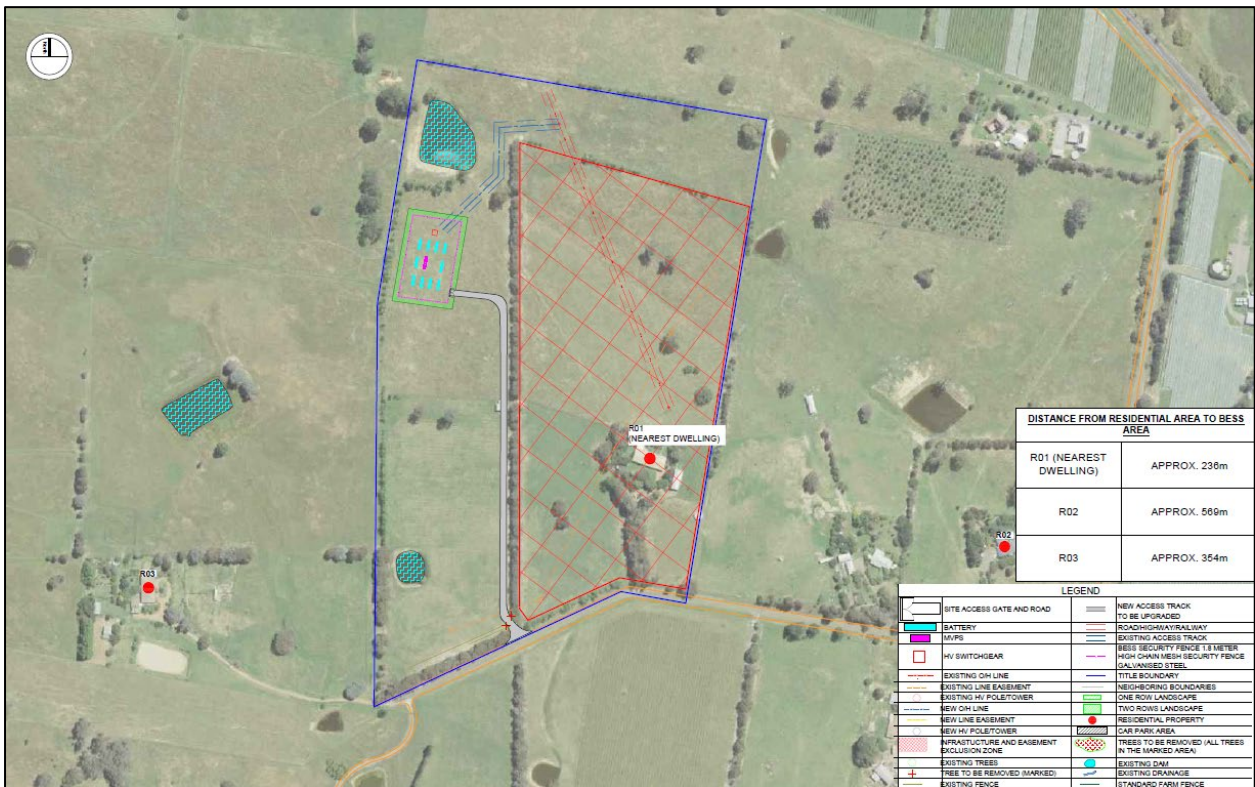 R01
(NEAREST DWELLING)
R02
R03
DISTANCE FROM RESIDENTIAL AREA TO BESS
AREA
R01 (NEAREST
DWELLING)
APPROX. 236m
R02
APPROX. 569m
R03
APPROX. 354m
LEGEND
SITE ACCESS GATE AND ROAD
NEW ACCESS TRACK
TO BE UPGRADED
BATTERY
ROAD/HIGHWAY/RAILWAY
MVPS
EXISTING ACCESS TRACK
HV SWITCHGEAR
BESS SECURITY FENCE 1.8 METER
HIGH CHAIN MESH SECURITY FENCE
GALVANISED STEEL
EXISTING O/H LINE
TITLE BOUNDARY
EXISTING LINE EASEMENT
NEIGHBORING BOUNDARIES
EXISTING HV POLE/TOWER
ONE ROW LANDSCAPE
NEW O/H LINE
TWO ROWS LANDSCAPE
NEW LINE EASEMENT
RESIDENTIAL PROPERTY
NEW HV POLE/TOWER
CAR PARK AREA
INFRASTUCTURE AND EASEMENT
EXCLUSION ZONE
TREES TO BE REMOVED (ALL TREES
IN THE MARKED AREA)
EXISTING TREES
EXISTING DAM
TREE TO BE REMOVED (MARKED)
EXISTING DRAINAGE
EXISTING FENCE
STANDARD FARM FENCE